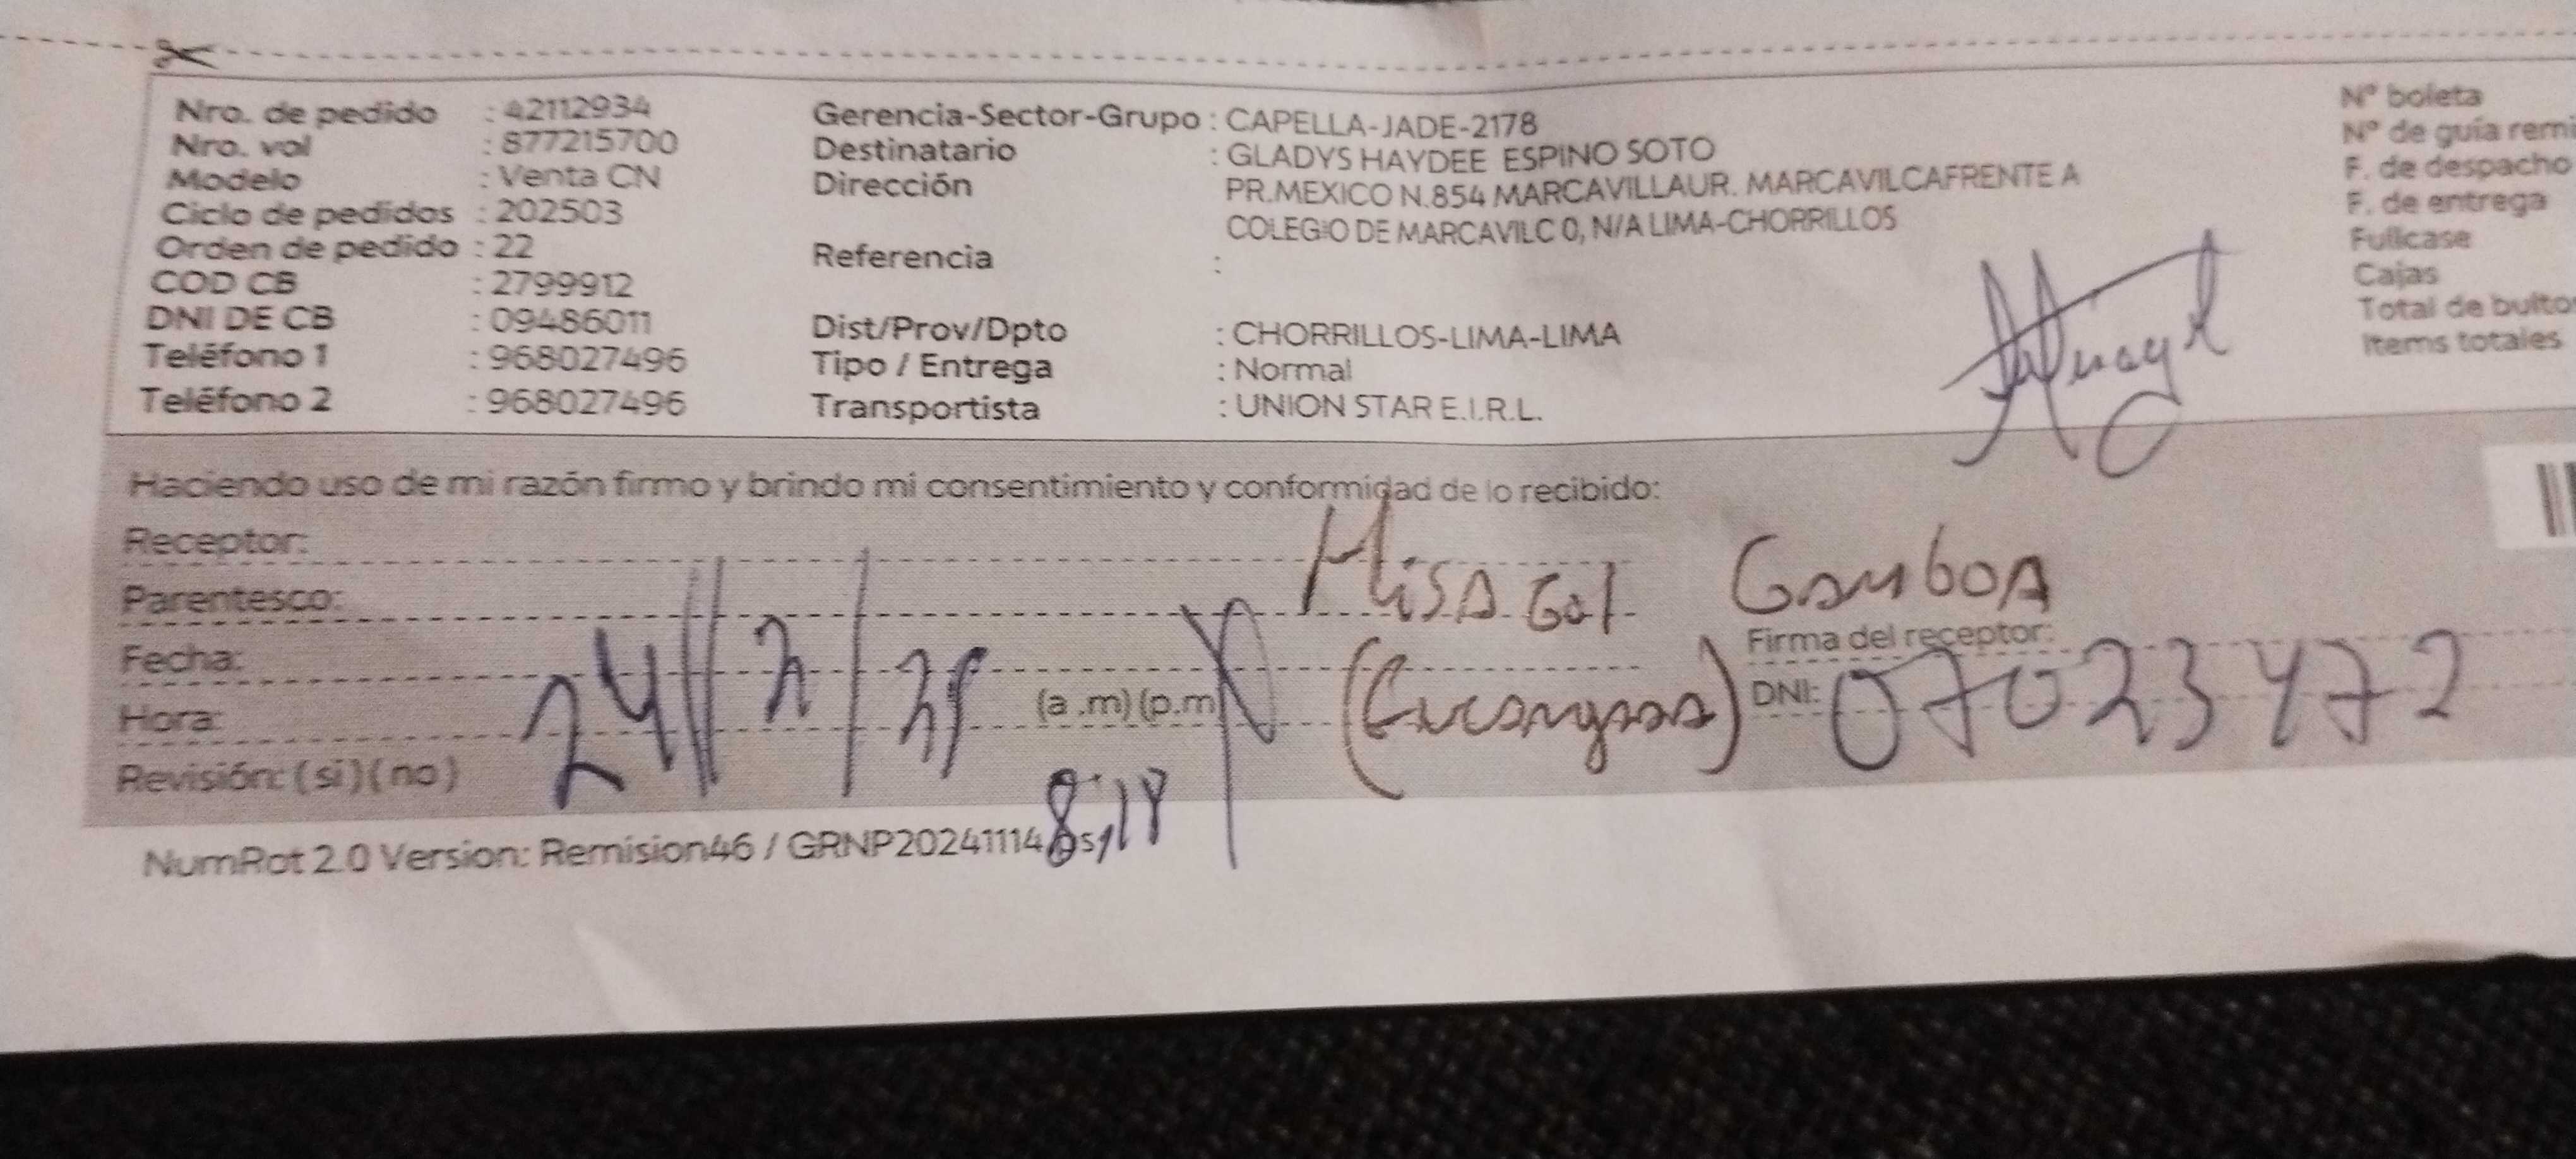 Nro. de pedido : 42112934
Nro. val : 877215700
Modelo : Venta CN
Ciclo de pedidos : 202503
Orden de pedido : 22
COD CB : 2799912
DNI DE CB : 09486011
Teléfono 1 : 968027496
Teléfono 2 : 968027496
Gerencia-Sector-Grupo : CAPELLA-JADE-2178
Destinatario : GLADYS HAYDEE ESPINO SOTO
Dirección PR.MEXICO N.854 MARCAVILLAUR. MARCAVILCAFRENTE A
COLEGIO DE MARCAVILC 0, N/A LIMA-CHORRILLOS
Referencia :
Dist/Prov/Dpto : CHORRILLOS-LIMA-LIMA
Tipo / Entrega : Normal
Transportista : UNION STAR E.I.R.L.
N° boleta
N° de guía remi
F. de despacho
F. de entrega
Fullcase
Cajas
Total de bulto
Items totales
Haciendo uso de mi razón firmo y brindo mi consentimiento y conformidad de lo recibido:
Receptor:
Parentesco:
Fecha: 24
Hora: (a.m) (p.m
Revisión: (si) (no)
GamboA
Firma del receptor:
DNI: 07023472
8:18
NumRot 2.0 Version: Remision46 / GRNP20241114